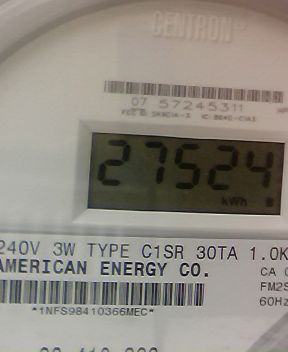 CENTRON®
07 57245311
27524
kWh
240V 3W TYPE C1SR 30TA 1.0K
AMERICAN ENERGY CO.
CA
FM2S
60Hz
*1NFS98410366MEC*